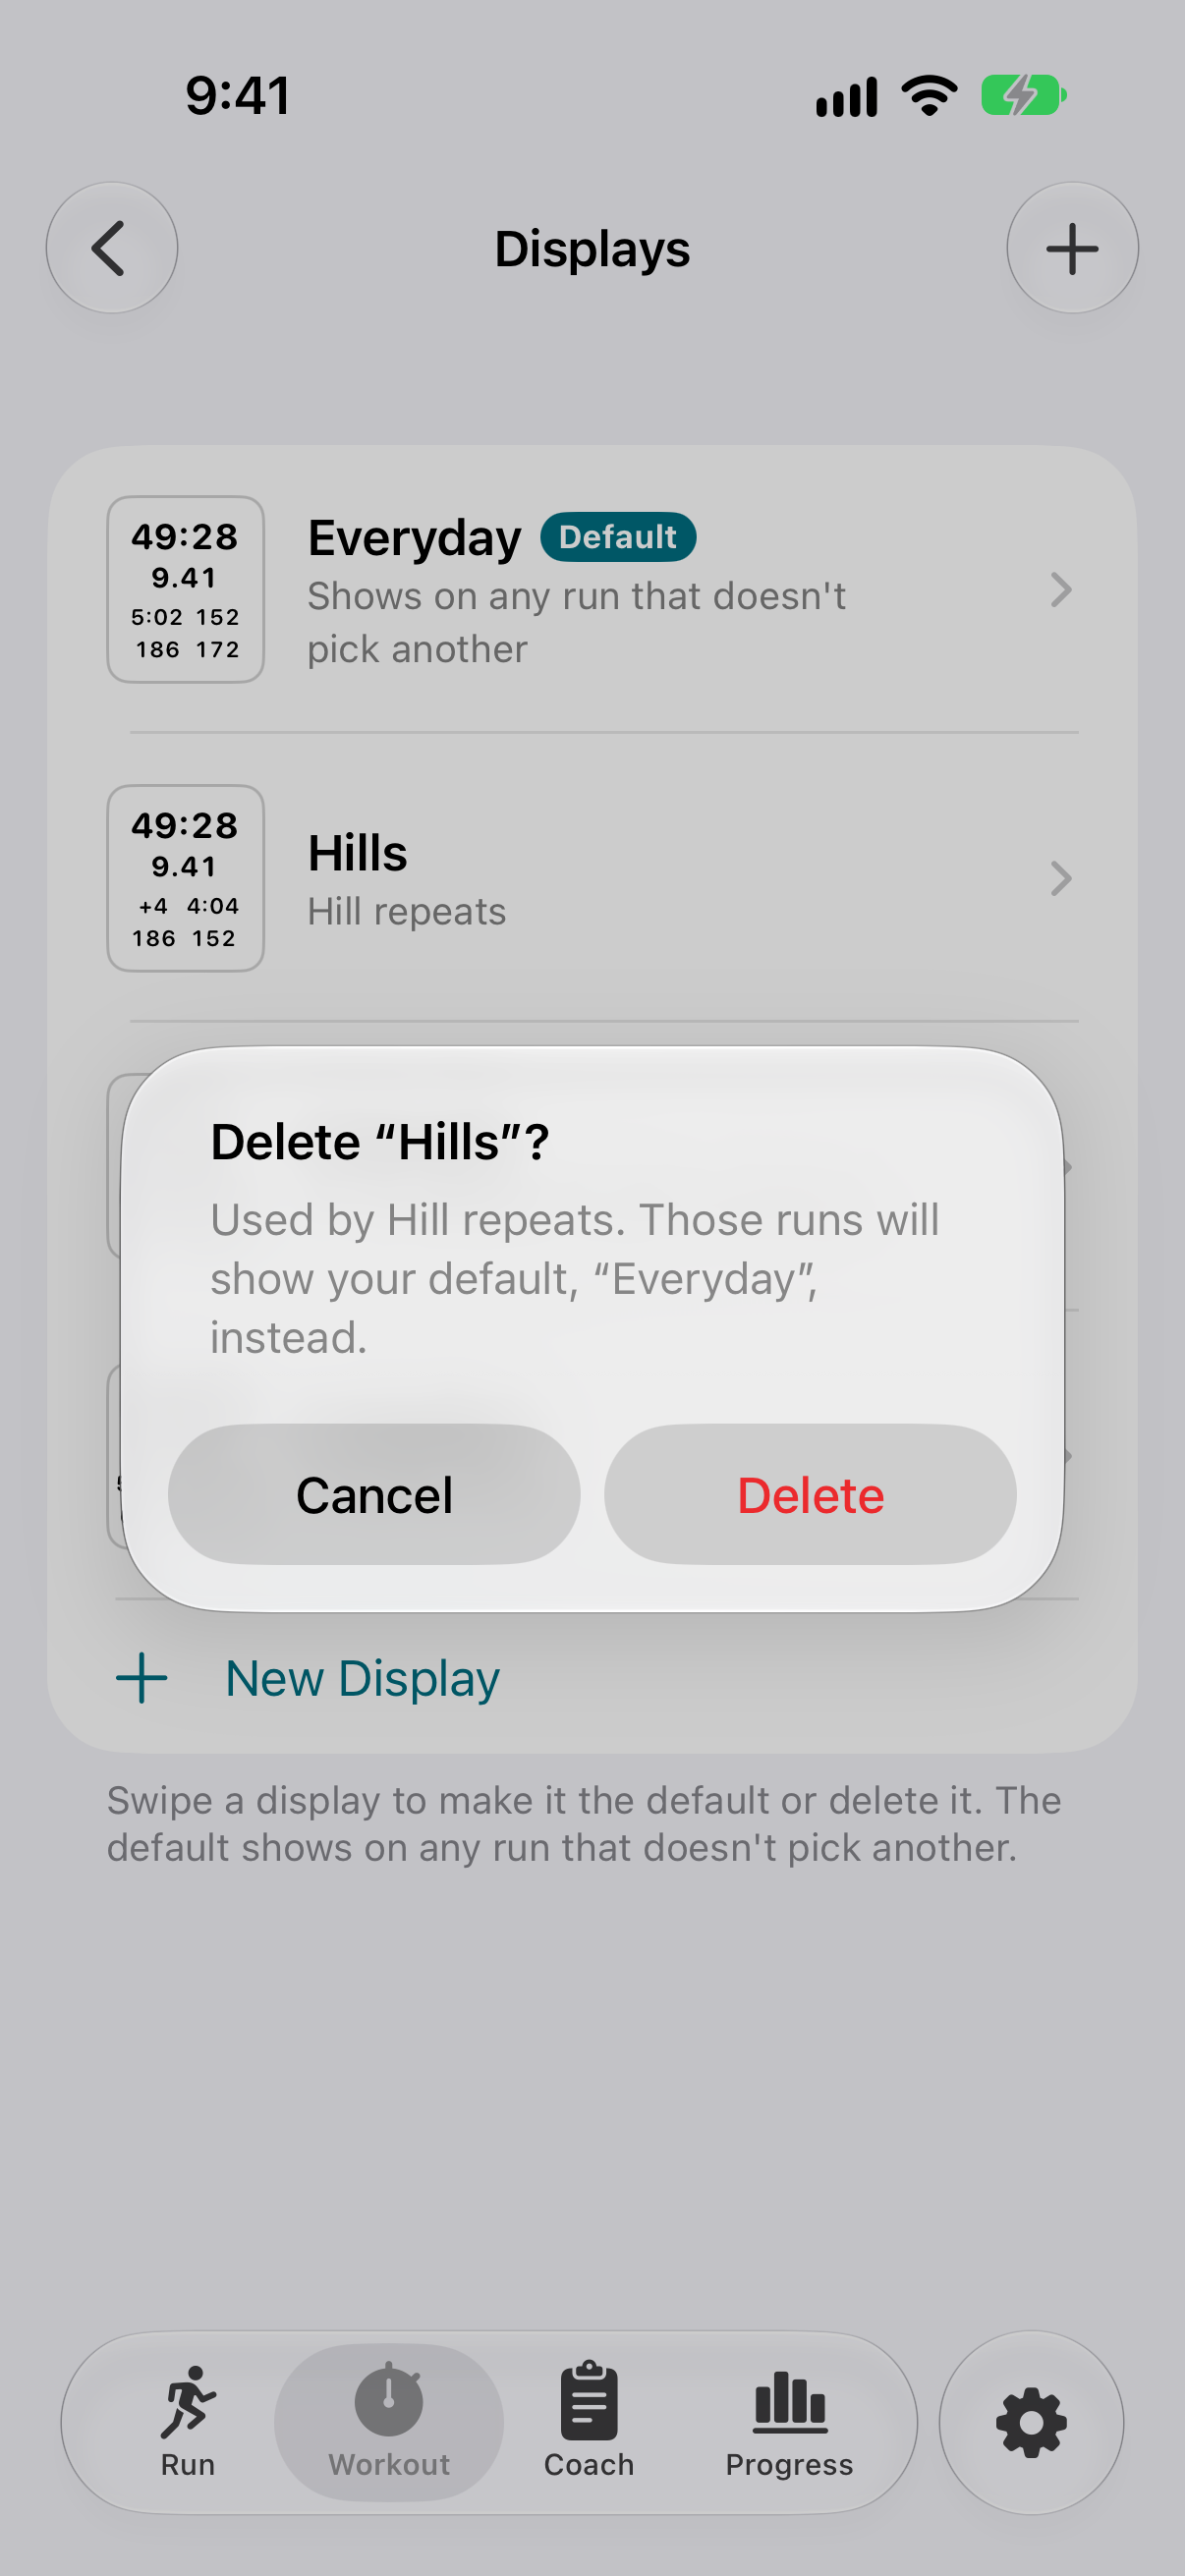 9:41
Displays
49:28
9.41
5:02 152
186 172
Everyday Default
Shows on any run that doesn't
pick another
49:28
9.41
+4 4:04
186 152
Hills
Hill repeats
Delete “Hills”?
Used by Hill repeats. Those runs will
show your default, “Everyday”,
instead.
Cancel Delete
New Display
Swipe a display to make it the default or delete it. The
default shows on any run that doesn't pick another.
Run Workout Coach Progress